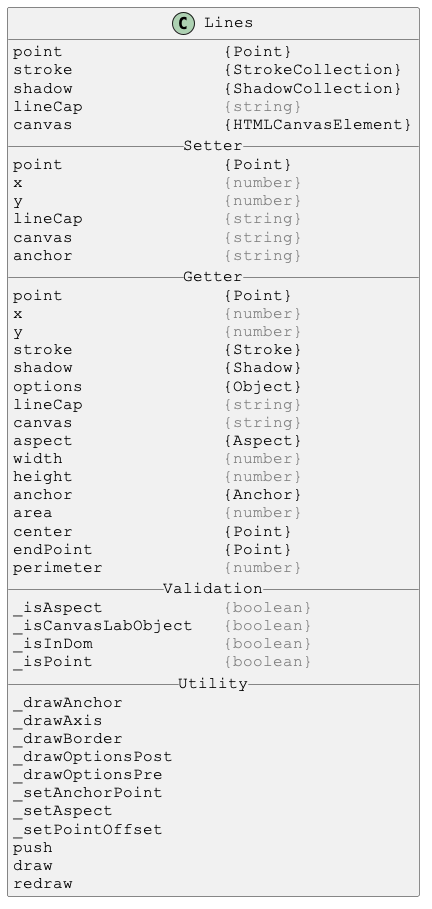 C Lines
point {Point}
stroke {StrokeCollection}
shadow {ShadowCollection}
lineCap {string}
canvas {HTMLCanvasElement}
Setter
point {Point}
x {number}
y {number}
lineCap {string}
canvas {string}
anchor {string}
Getter
point {Point}
x {number}
y {number}
stroke {Stroke}
shadow {Shadow}
options {Object}
lineCap {string}
canvas {string}
aspect {Aspect}
width {number}
height {number}
anchor {Anchor}
area {number}
center {Point}
endPoint {Point}
perimeter {number}
Validation
_isAspect {boolean}
_isCanvasLabObject {boolean}
_isInDom {boolean}
_isPoint {boolean}
Utility
_drawAnchor
_drawAxis
_drawBorder
_drawOptionsPost
_drawOptionsPre
_setAnchorPoint
_setAspect
_setPointOffset
push
draw
redraw